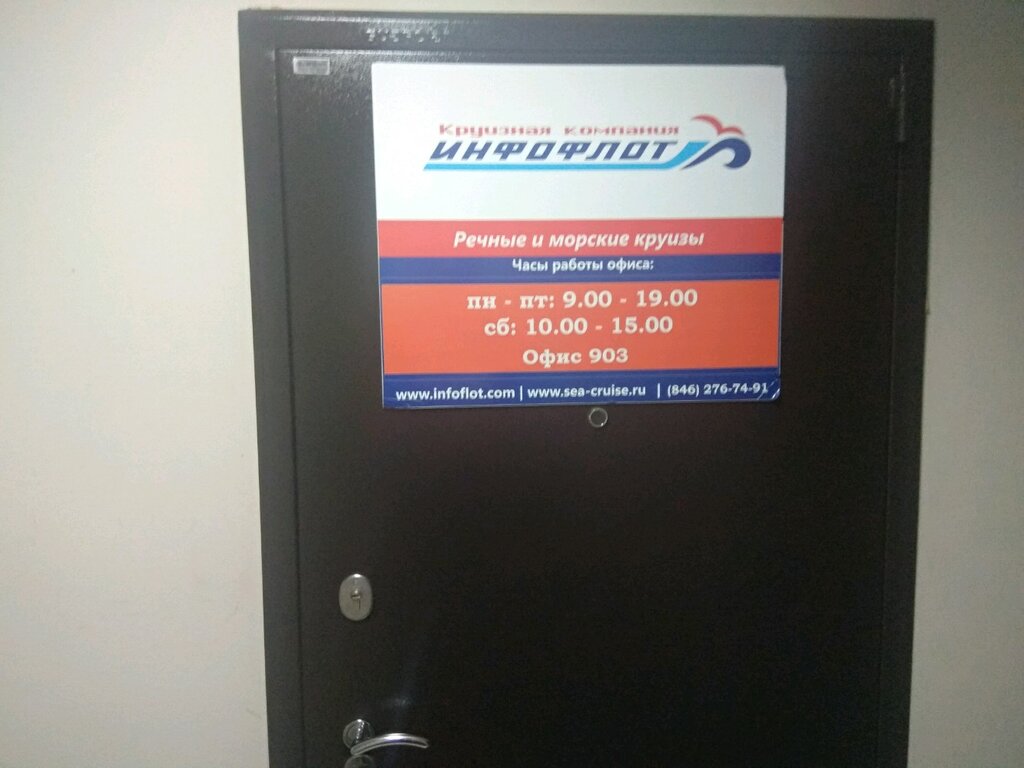 Круизная компания
ИНФОФЛОТ
Речные и морские круизы
Часы работы офиса:
пн - пт: 9.00 - 19.00
сб: 10.00 - 15.00
Офис 903
www.infoflot.com | www.sea-cruise.ru | (846) 276-74-91